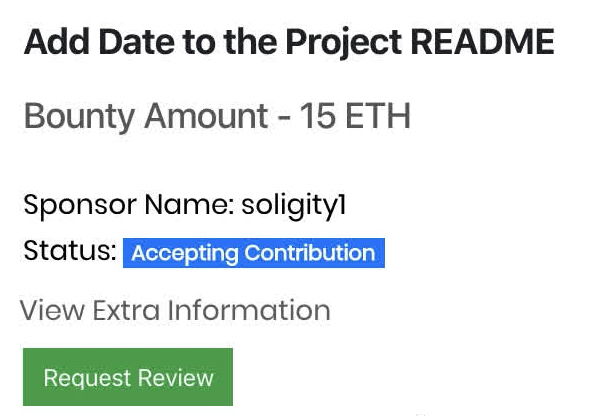 Add Date to the Project README
Bounty Amount - 15 ETH
Sponsor Name: soligity1
Status: Accepting Contribution
View Extra Information
Request Review